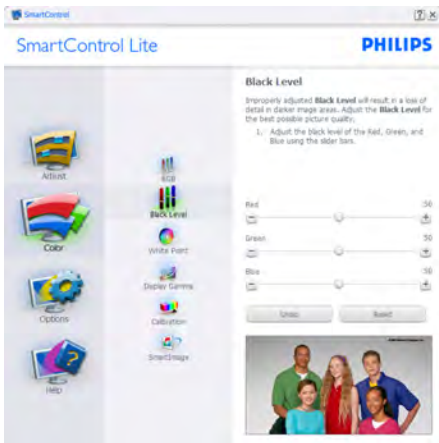 SmartControl
SmartControl Lite
PHILIPS
Black Level
Improperly adjusted Black Level will result in a loss of
detail in darker image areas. Adjust the Black Level for
the best possible picture quality.
1. Adjust the black level of the Red, Green, and
Blue using the slider bars.
Adjust
Color
Options
Help
RGB
Black Level
White Point
Display Gamma
Calibration
SmartImage
Red 50
Green 50
Blue 50
Undo Reset